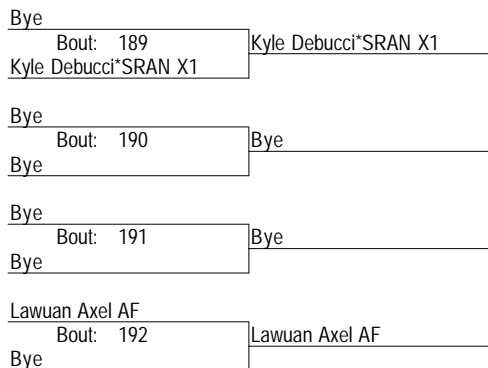 Bye
Bout: 189 Kyle Debucci*SRAN X1
Kyle Debucci*SRAN X1
Bye
Bout: 190 Bye
Bye
Bye
Bout: 191 Bye
Bye
Lawuan Axel AF
Bout: 192 Lawuan Axel AF
Bye